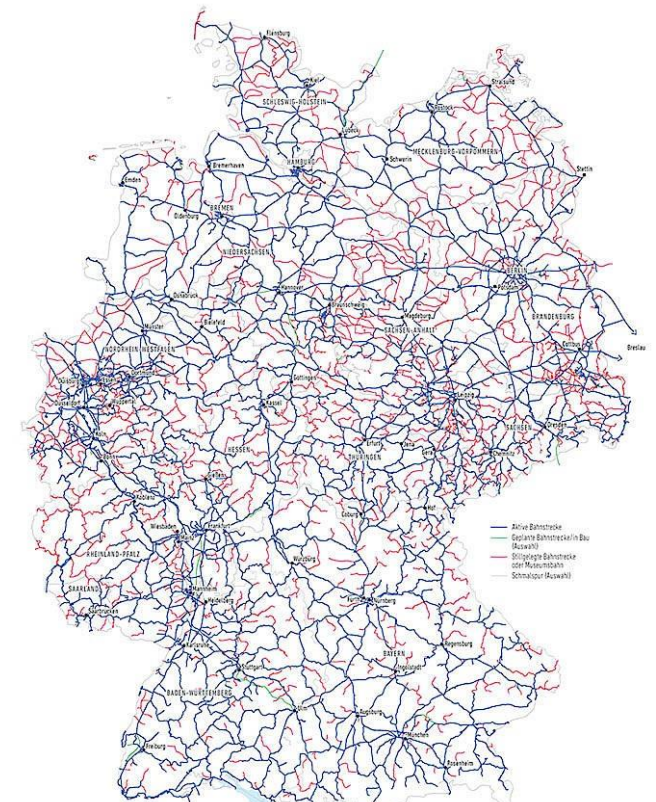 Flensburg
Kiel
Stralsund
SCHLESWIG-HOLSTEIN
Rostock
Lübeck
MECKLENBURG-VORPOMMERN
HAMBURG
Schwerin
Bremerhaven
Stettin
Emden
BREMEN
Oldenburg
NIEDERSACHSEN
BERLIN
Potsdam
Hannover
Osnabrück
Braunschweig
Magdeburg
BRANDENBURG
Bielefeld
SACHSEN-ANHALT
Münster
Cottbus
Breslau
NORDRHEIN-WESTFALEN
Dortmund
Duisburg
Essen
Göttingen
Düsseldorf
Wuppertal
Kassel
Leipzig
Köln
SACHSEN
Dresden
Erfurt
Jena
Gera
Chemnitz
HESSEN
THÜRINGEN
Bonn
Gießen
Koblenz
Coburg
Hof
Wiesbaden
Frankfurt
Mainz
RHEINLAND-PFALZ
Würzburg
SAARLAND
Mannheim
Heidelberg
Saarbrücken
Fürth
Nürnberg
Karlsruhe
BAYERN
Regensburg
Stuttgart
Ingolstadt
BADEN-WÜRTTEMBERG
Ulm
Augsburg
München
Freiburg
Rosenheim
Aktive Bahnstrecke
Geplante Bahnstrecke/in Bau
(Auswahl)
Stillgelegte Bahnstrecke
oder Museumsbahn
Schmalspur (Auswahl)